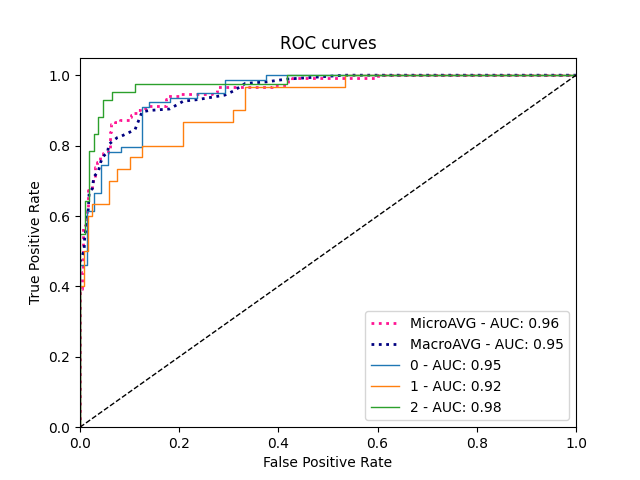 ROC curves
1.0
0.8
0.6
0.4
0.2
0.0
True Positive Rate
MicroAVG - AUC: 0.96
MacroAVG - AUC: 0.95
0 - AUC: 0.95
1 - AUC: 0.92
2 - AUC: 0.98
0.0 0.2 0.4 0.6 0.8 1.0
False Positive Rate